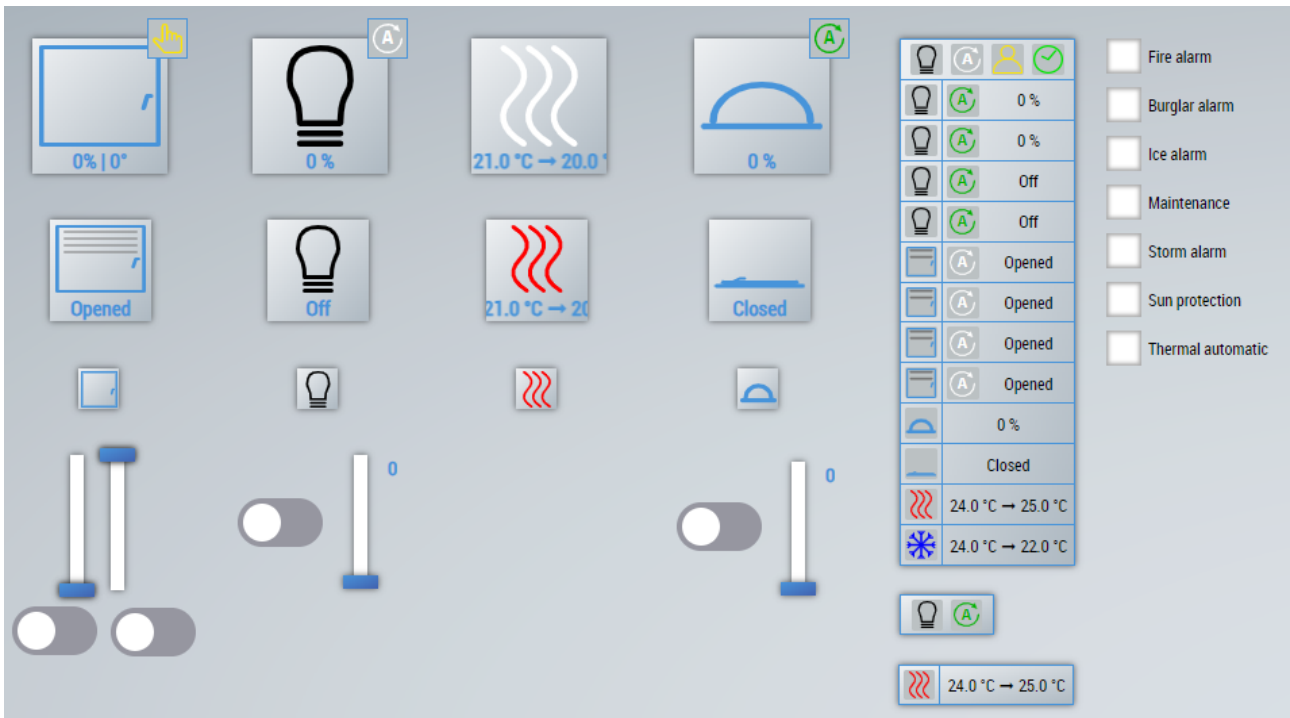 A
A
0% | 0°
0 %
21.0 °C → 20.0 °
0 %
Opened
Off
21.0 °C → 20
Closed
0
0
A
A 0 %
A 0 %
A Off
A Off
A Opened
A Opened
A Opened
A Opened
0 %
Closed
24.0 °C → 25.0 °C
24.0 °C → 22.0 °C
A
24.0 °C → 25.0 °C
Fire alarm
Burglar alarm
Ice alarm
Maintenance
Storm alarm
Sun protection
Thermal automatic